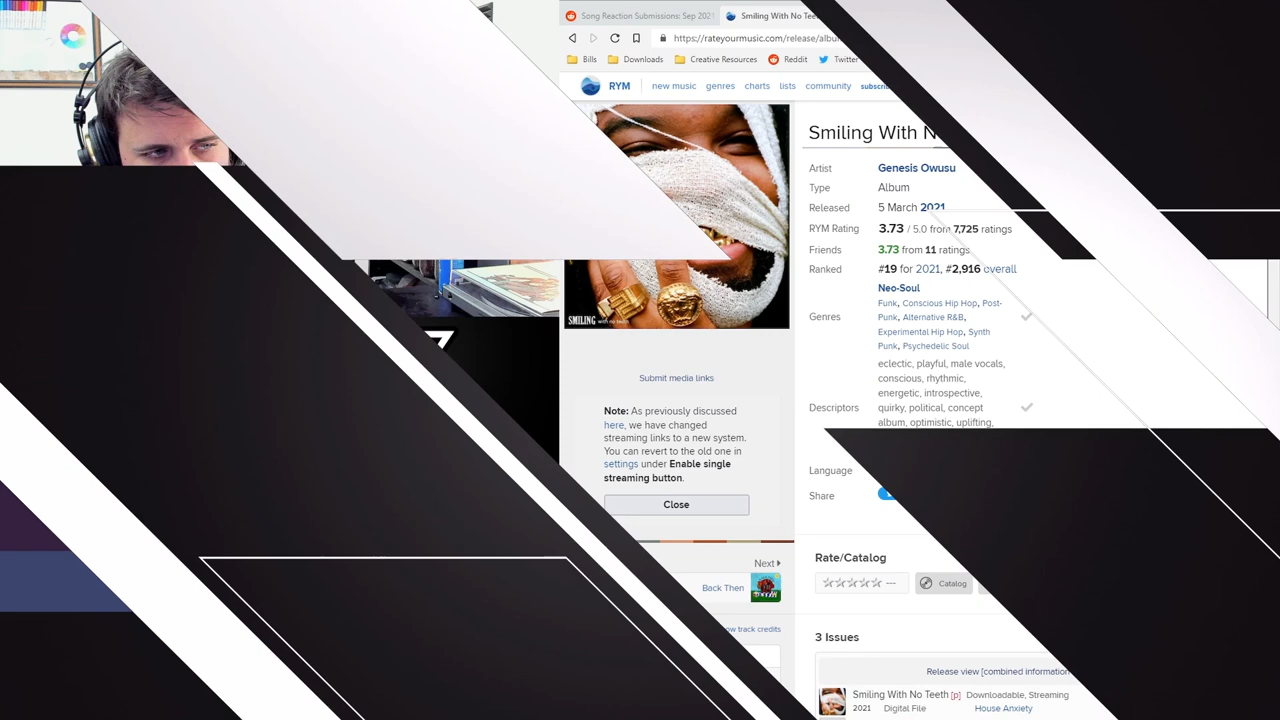 Song Reaction Submissions: Sep 202
Smiling With No Tee
https://rateyourmusic.com/release/albu
Bills
Downloads
Creative Resources
Reddit
Twitter
RYM
new music
genres
charts
lists
community
subscri
Smiling With N
Artist
Genesis Owusu
Type
Album
Released
5 March 2021
RYM Rating
3.73 / 5.0 from 7,725 ratings
Friends
3.73 from 11 ratings
Ranked
#19 for 2021, #2,916 overall
Genres
Neo-Soul
Funk, Conscious Hip Hop, Post-
Punk, Alternative R&B,
Experimental Hip Hop, Synth
Punk, Psychedelic Soul
Descriptors
eclectic, playful, male vocals,
conscious, rhythmic,
energetic, introspective,
quirky, political, concept
album, optimistic, uplifting,
Language
Share
SMILING with no teeth
Submit media links
Note: As previously discussed
here, we have changed
streaming links to a new system.
You can revert to the old one in
settings under Enable single
streaming button.
Close
Next
Back Then
ow track credits
Rate/Catalog
---
Catalog
3 Issues
Release view [combined information
Smiling With No Teeth [p]
Downloadable, Streaming
2021
Digital File
House Anxiety